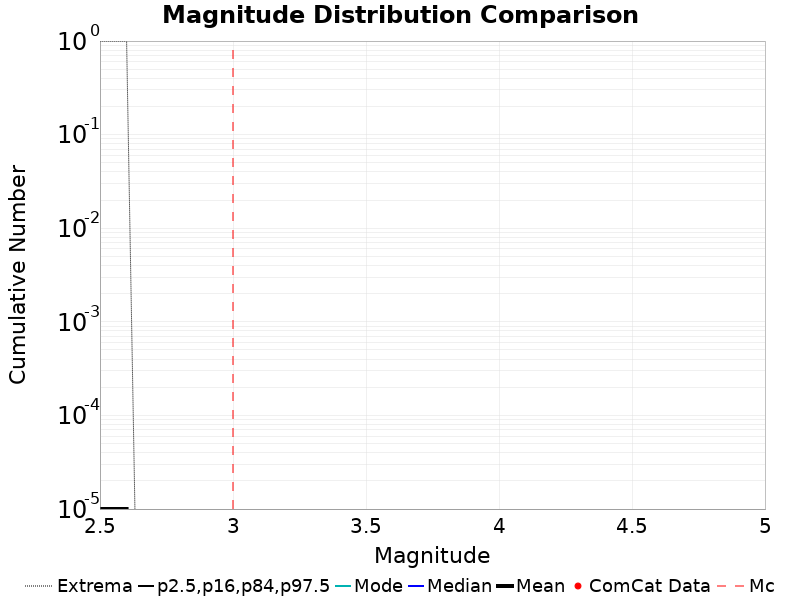 Magnitude Distribution Comparison
Cumulative Number
10^0
10^-1
10^-2
10^-3
10^-4
10^-5
2.5 3 3.5 4 4.5 5
Magnitude
Extrema p2.5,p16,p84,p97.5 Mode Median Mean ComCat Data Mc